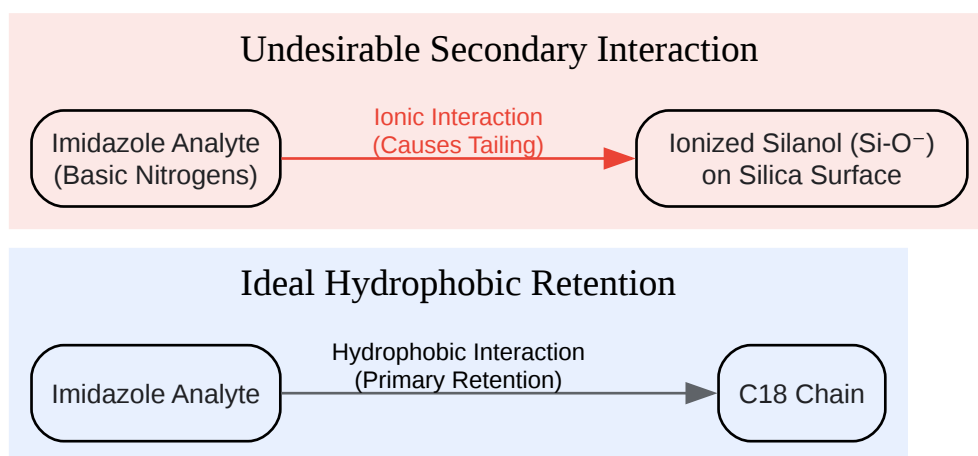 Undesirable Secondary Interaction
Imidazole Analyte
(Basic Nitrogens)
Ionic Interaction
(Causes Tailing)
Ionized Silanol (Si-O⁻)
on Silica Surface
Ideal Hydrophobic Retention
Imidazole Analyte
Hydrophobic Interaction
(Primary Retention)
C18 Chain